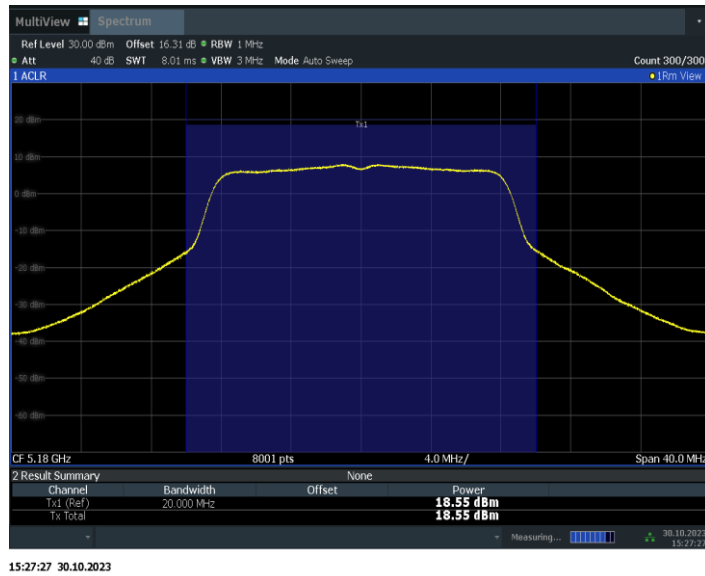 MultiView Spectrum
Ref Level 30.00 dBm Offset 16.31 dB RBW 1 MHz
Att 40 dB SWT 8.01 ms VBW 3 MHz Mode Auto Sweep Count 300/300
1 ACLR 1Rm View
Tx1
20 dBm
10 dBm
0 dBm
-10 dBm
-20 dBm
-30 dBm
-40 dBm
-50 dBm
-60 dBm
CF 5.18 GHz 8001 pts 4.0 MHz/ Span 40.0 MHz
2 Result Summary None
Channel Bandwidth Offset Power
Tx1 (Ref) 20.000 MHz 18.55 dBm
Tx Total 18.55 dBm
Measuring... 30.10.2023
15:27:27
15:27:27 30.10.2023